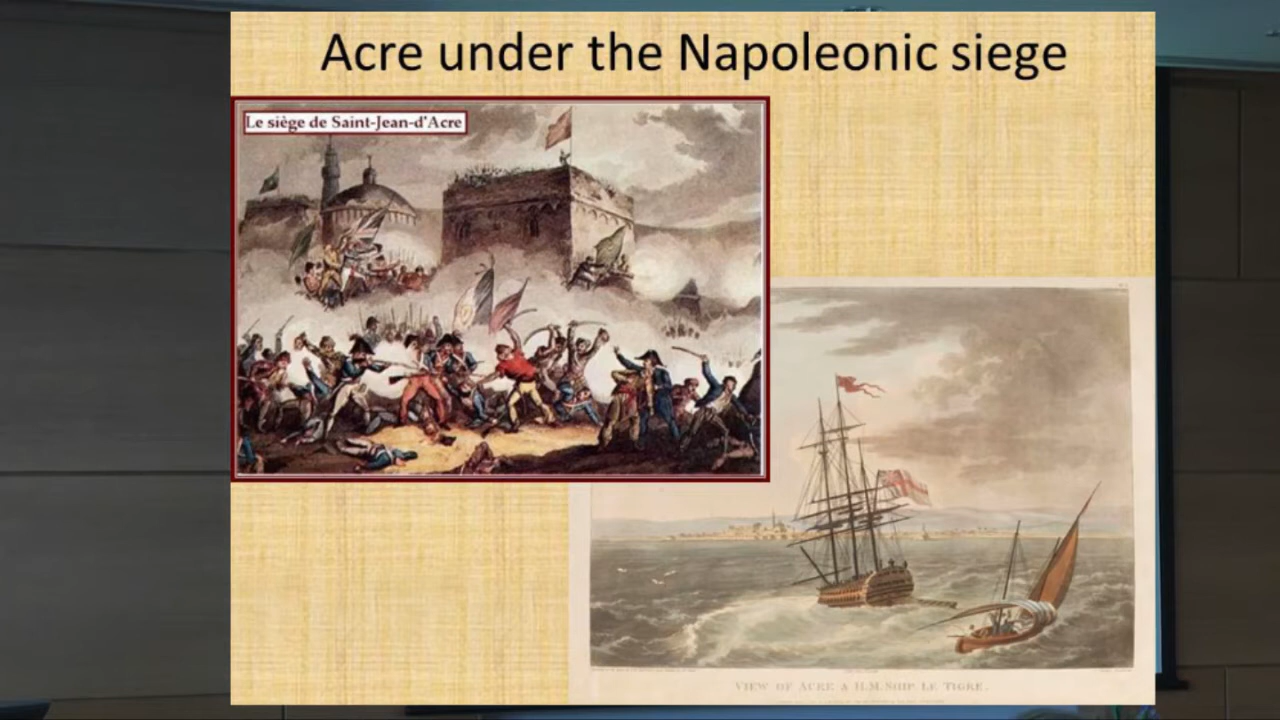 Acre under the Napoleonic siege
Le siège de Saint-Jean-d'Acre
VIEW OF ACRE & H.M. SHIP LE TIGRE.